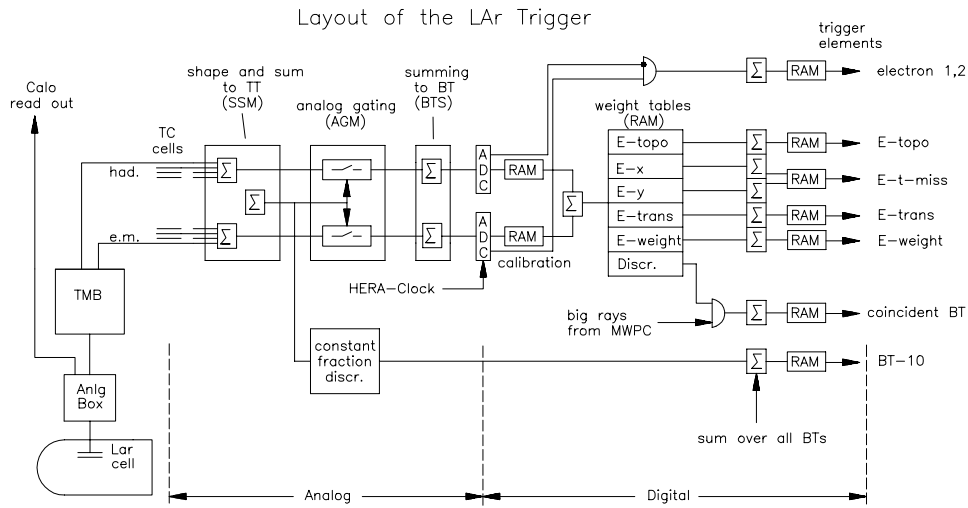 Layout of the LAr Trigger
trigger
elements
Calo
read out
shape and sum
to TT
(SSM)
analog gating
(AGM)
summing
to BT
(BTS)
weight tables
(RAM)
Σ
RAM
electron 1,2
TC
cells
had.
Σ
Σ
A
D
C
RAM
E-topo
Σ
RAM
E-topo
E-x
Σ
RAM
E-t-miss
Σ
Σ
E-y
Σ
e.m.
Σ
Σ
A
D
C
RAM
E-trans
Σ
RAM
E-trans
E-weight
Σ
RAM
E-weight
calibration
Discr.
HERA-Clock
TMB
big rays
from MWPC
Σ
RAM
coincident BT
constant
fraction
discr.
Σ
RAM
BT-10
Anlg
Box
sum over all BTs
Lar
cell
Analog
Digital